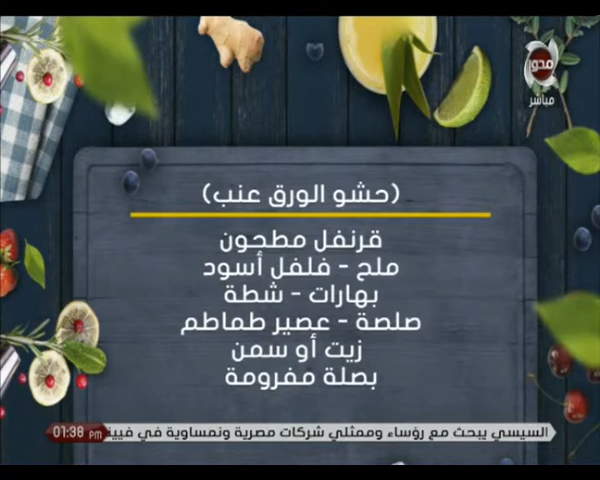 محور
مباشر
(حشو الورق عنب)
قرنفل مطحون
ملح - فلفل أسود
بهارات - شطة
صلصة - عصير طماطم
زيت أو سمن
بصلة مفرومة
01:38 PM
السيسي يبحث مع رؤساء وممثلي شركات مصرية ونمساوية في